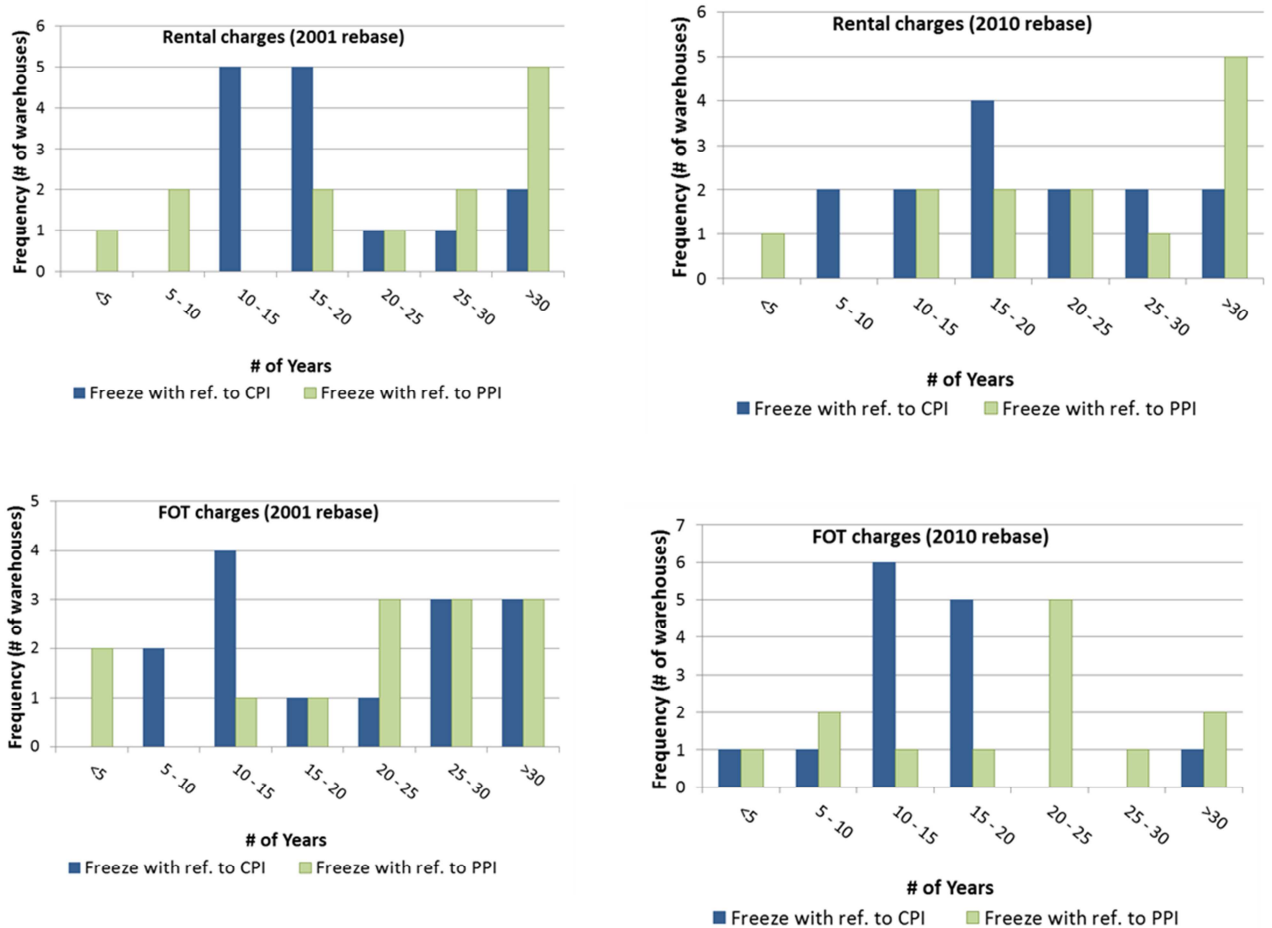 Rental charges (2001 rebase)
Frequency (# of warehouses)
6
5
4
3
2
1
0
<5
5 - 10
10 - 15
15 - 20
20 - 25
25 - 30
>30
# of Years
Freeze with ref. to CPI
Freeze with ref. to PPI
Rental charges (2010 rebase)
Frequency (# of warehouses)
6
5
4
3
2
1
0
<5
5 - 10
10 - 15
15 - 20
20 - 25
25 - 30
>30
# of Years
Freeze with ref. to CPI
Freeze with ref. to PPI
FOT charges (2001 rebase)
Frequency (# of warehouses)
5
4
3
2
1
0
<5
5 - 10
10 - 15
15 - 20
20 - 25
25 - 30
>30
# of Years
Freeze with ref. to CPI
Freeze with ref. to PPI
FOT charges (2010 rebase)
Frequency (# of warehouses)
7
6
5
4
3
2
1
0
<5
5 - 10
10 - 15
15 - 20
20 - 25
25 - 30
>30
# of Years
Freeze with ref. to CPI
Freeze with ref. to PPI